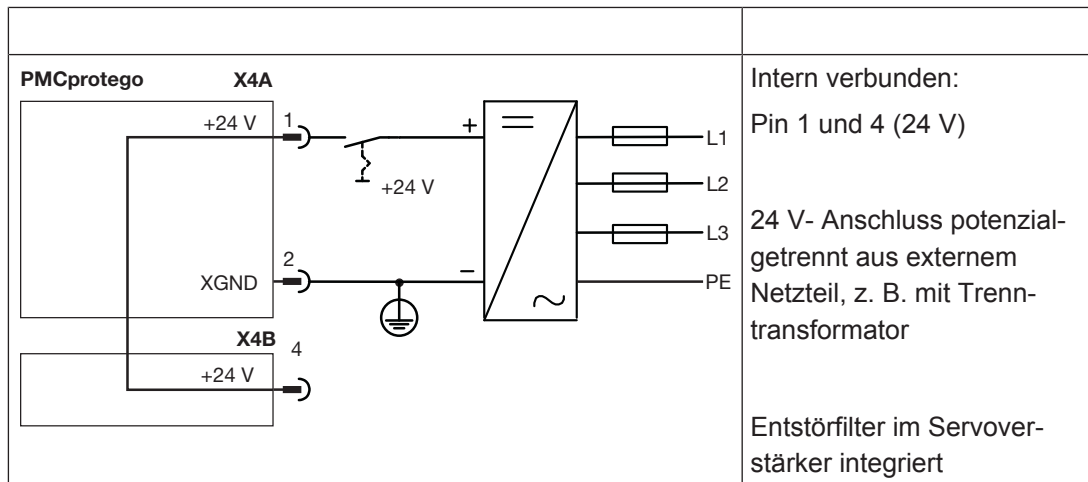 PMCprotego X4A
+24 V 1
+ 
L1
+24 V
L2
L3
2
XGND
–
PE
X4B
4
+24 V
Intern verbunden:
Pin 1 und 4 (24 V)
24 V- Anschluss potenzial-
getrennt aus externem
Netzteil, z. B. mit Trenn-
transformator
Entstörfilter im Servover-
stärker integriert